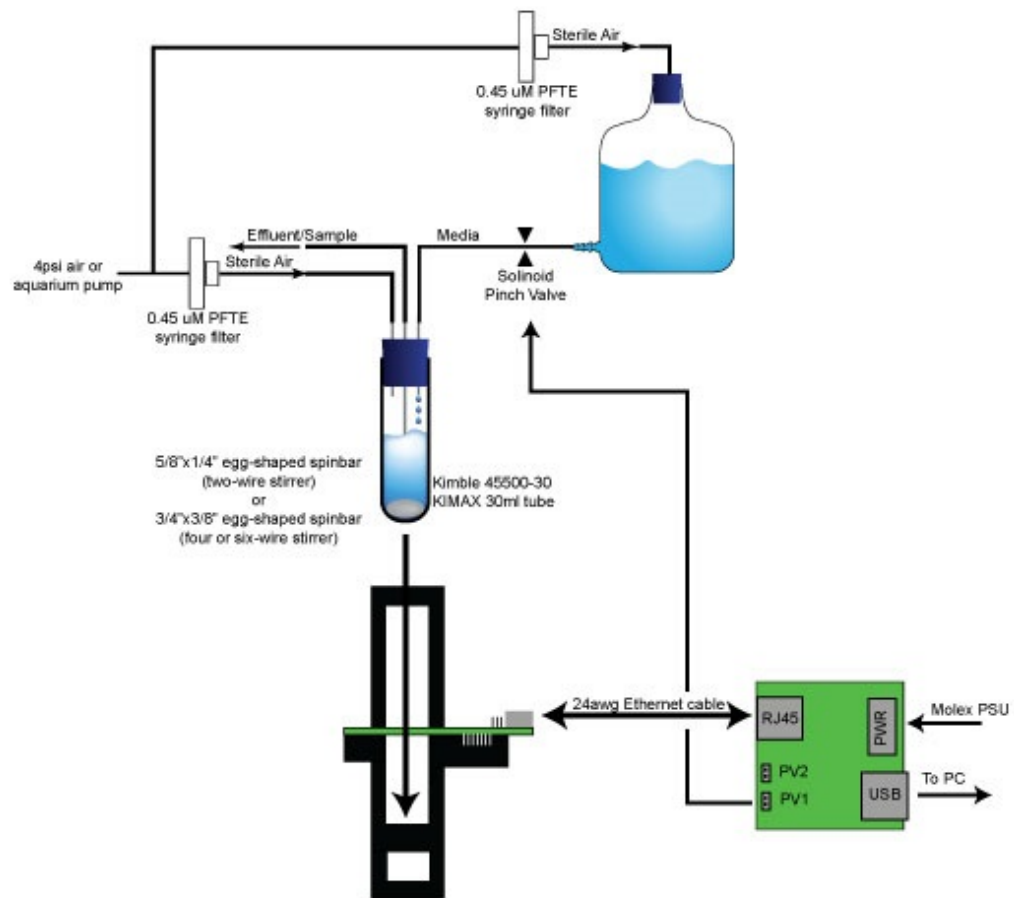 Sterile Air
0.45 uM PFTE
syringe filter
Effluent/Sample
Media
4psi air or
aquarium pump
Sterile Air
Solinoid
Pinch Valve
0.45 uM PFTE
syringe filter
5/8"x1/4" egg-shaped spinbar
(two-wire stirrer)
or
3/4"x3/8" egg-shaped spinbar
(four or six-wire stirrer)
Kimble 45500-30
KIMAX 30ml tube
24awg Ethernet cable
RJ45
PWR
Molex PSU
PV2
PV1
USB
To PC